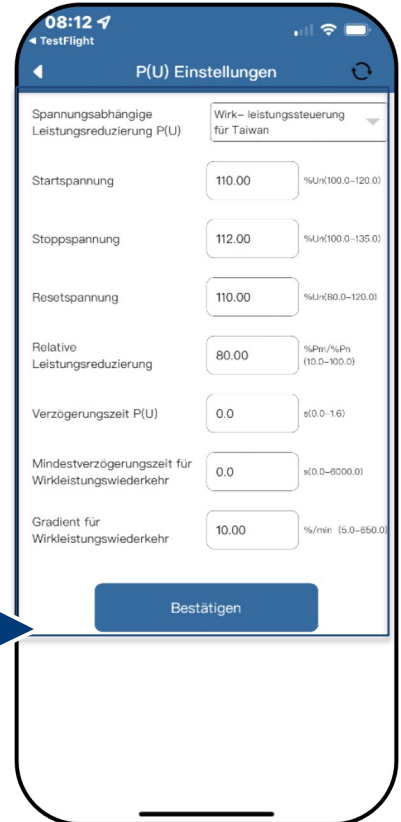 08:12
◀ TestFlight
P(U) Einstellungen
Spannungsabhängige
Leistungsreduzierung P(U)
Wirk– leistungssteuerung
für Taiwan
Startspannung
110.00
%Un(100.0–120.0)
Stoppspannung
112.00
%Un(100.0–135.0)
Resetspannung
110.00
%Un(80.0–120.0)
Relative
Leistungsreduzierung
80.00
%Pm/%Pn
(10.0–100.0)
Verzögerungszeit P(U)
0.0
s(0.0–1.6)
Mindestverzögerungszeit für
Wirkleistungswiederkehr
0.0
s(0.0–6000.0)
Gradient für
Wirkleistungswiederkehr
10.00
%/min (5.0–650.0)
Bestätigen